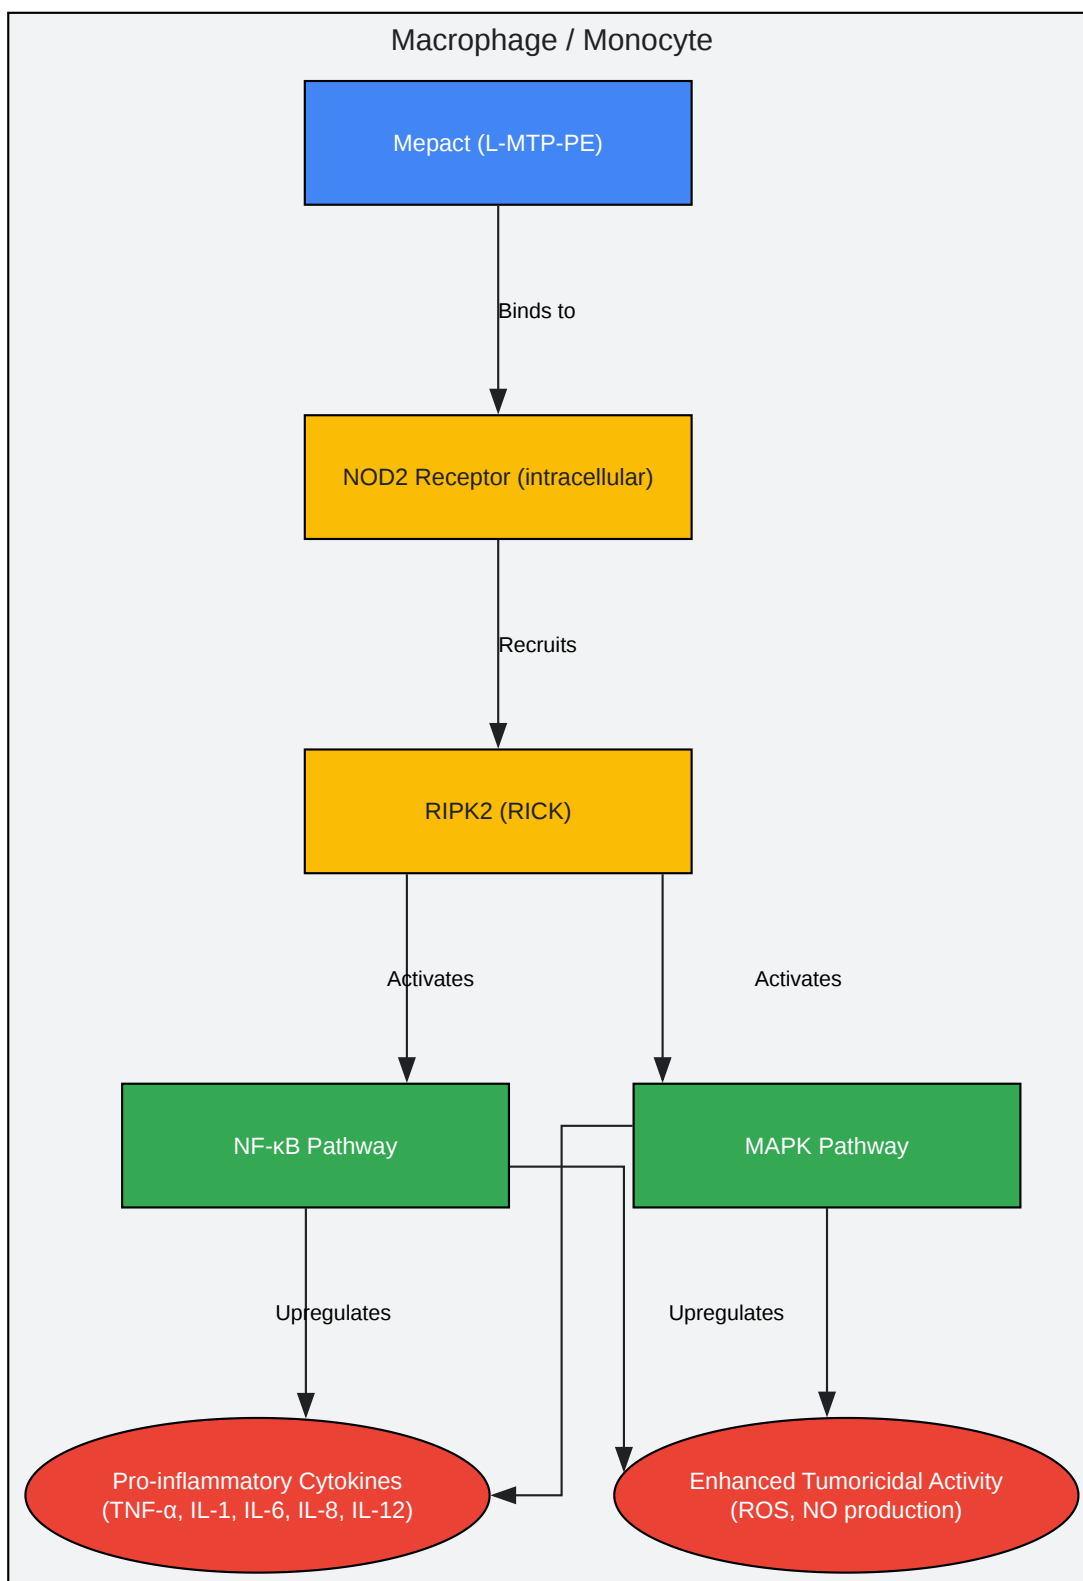 Macrophage / Monocyte
Mepact (L-MTP-PE)
Binds to
NOD2 Receptor (intracellular)
Recruits
RIPK2 (RICK)
Activates
Activates
NF-κB Pathway
MAPK Pathway
Upregulates
Upregulates
Pro-inflammatory Cytokines
(TNF-α, IL-1, IL-6, IL-8, IL-12)
Enhanced Tumoricidal Activity
(ROS, NO production)